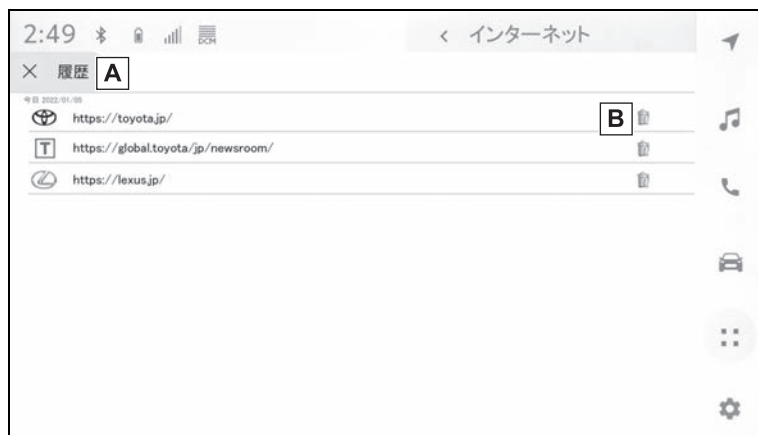 2:49 DCM < インターネット
× 履歴 A
今日 2022/01/05
https://toyota.jp/ B
T https://global.toyota/jp/newsroom/
https://lexus.jp/